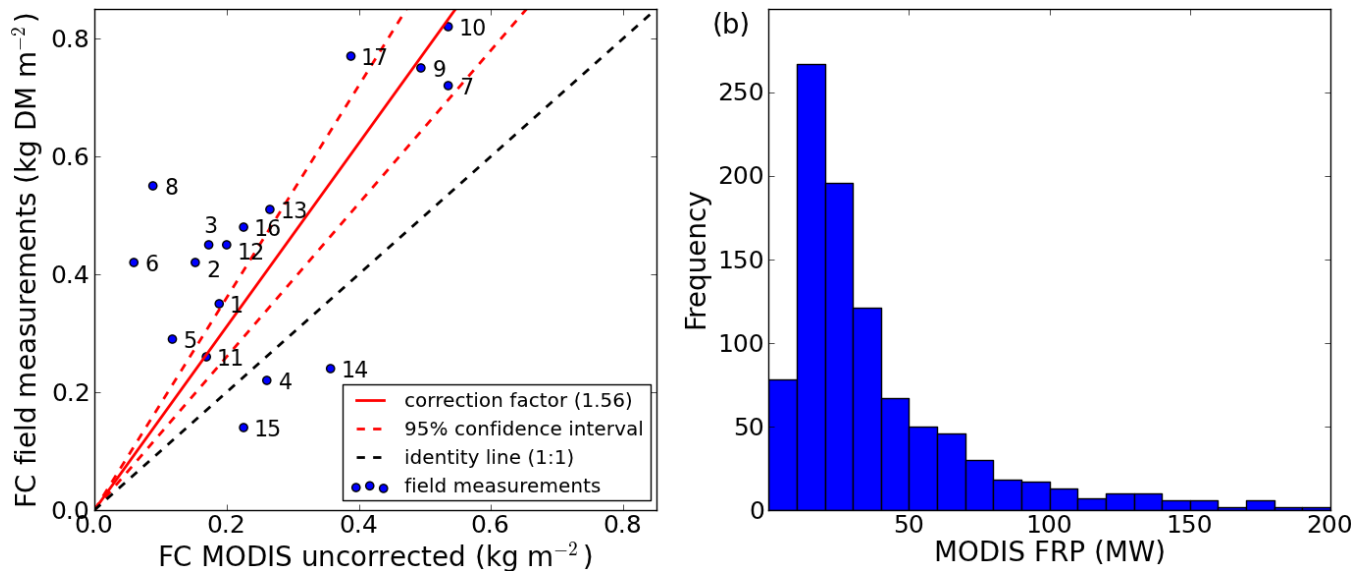 FC field measurements (kg DM m⁻²)
0.8
0.6
0.4
0.2
0.0
10
17
9
7
8
13
3
16
12
6
2
1
5
11
14
4
15
correction factor (1.56)
95% confidence interval
identity line (1:1)
field measurements
0.0 0.2 0.4 0.6 0.8
FC MODIS uncorrected (kg m⁻²)
(b)
Frequency
250
200
150
100
50
0
50 100 150 200
MODIS FRP (MW)